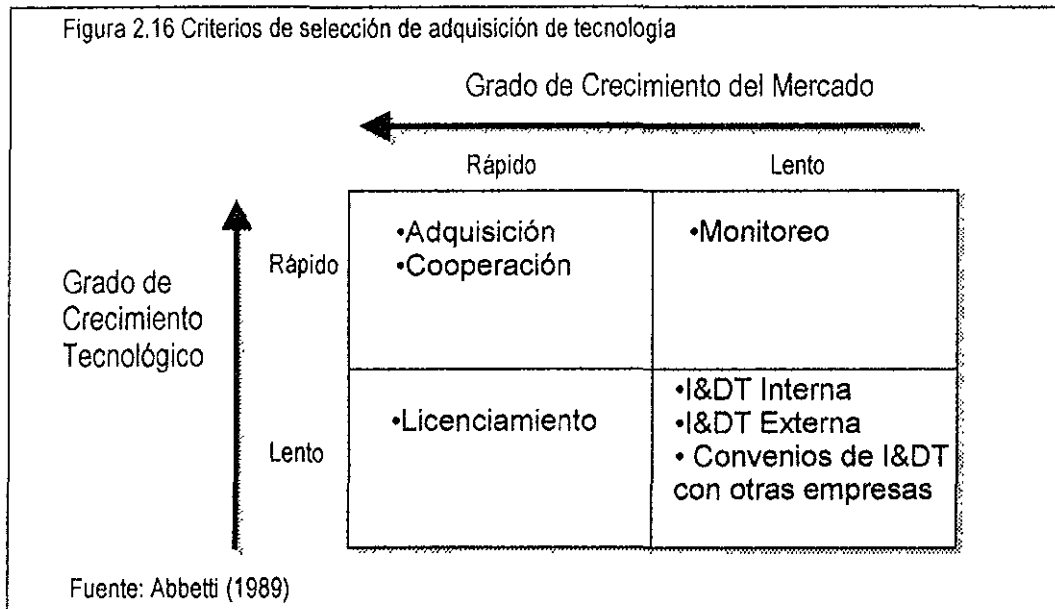 Figura 2.16 Criterios de selección de adquisición de tecnología
Grado de Crecimiento del Mercado
Rápido
Lento
Grado de
Crecimiento
Tecnológico
Rápido
•Adquisición
•Cooperación
•Monitoreo
Lento
•Licenciamiento
•I&DT Interna
•I&DT Externa
• Convenios de I&DT
con otras empresas
Fuente: Abbetti (1989)